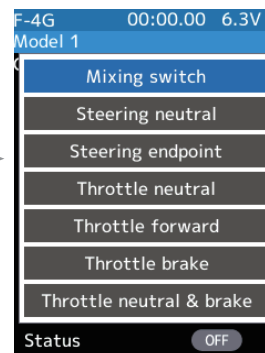 F-4G 00:00.00 6.3V
Model 1
Mixing switch
Steering neutral
Steering endpoint
Throttle neutral
Throttle forward
Throttle brake
Throttle neutral & brake
Status OFF